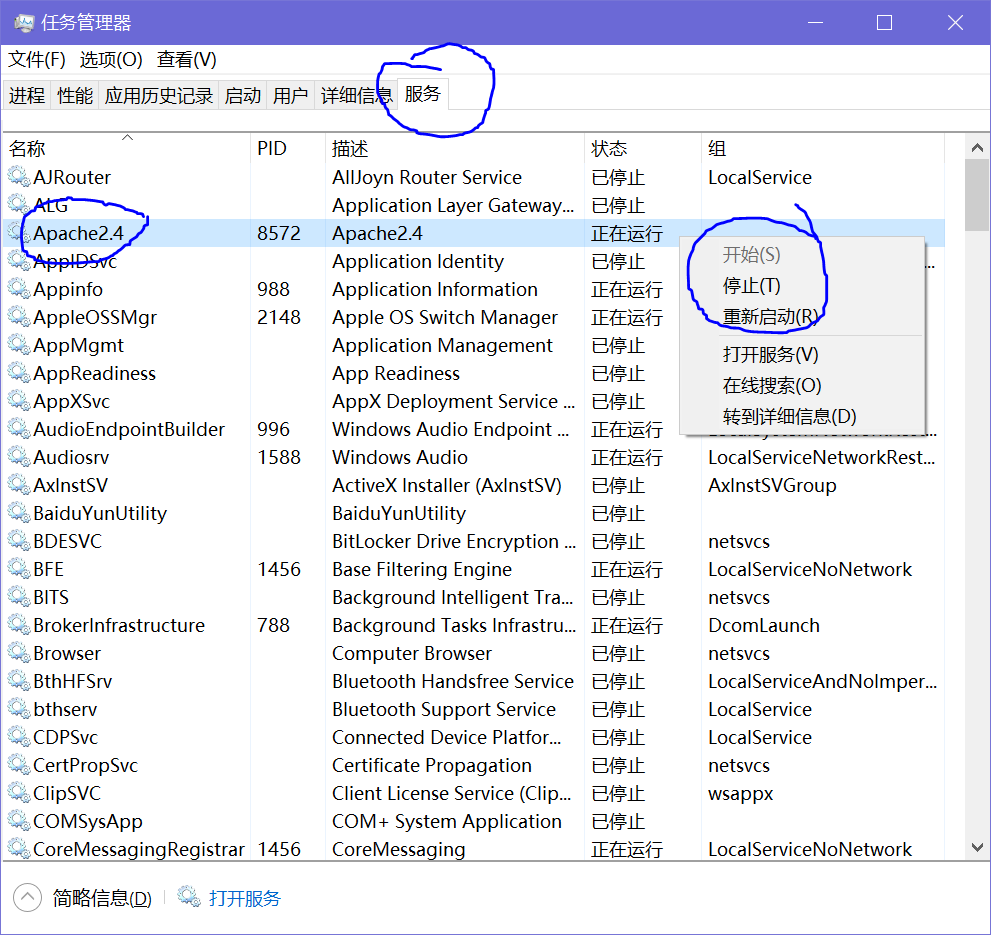 任务管理器
文件(F) 选项(O) 查看(V)
进程 性能 应用历史记录 启动 用户 详细信息 服务
名称 PID 描述 状态 组
AJRouter AllJoyn Router Service 已停止 LocalService
ALG Application Layer Gateway... 已停止
Apache2.4 8572 Apache2.4 正在运行
AppIDSvc Application Identity 已停止 ...
Appinfo 988 Application Information 正在运行
AppleOSSMgr 2148 Apple OS Switch Manager 正在运行
AppMgmt Application Management 已停止
AppReadiness App Readiness 已停止
AppXSvc AppX Deployment Service ... 已停止
AudioEndpointBuilder 996 Windows Audio Endpoint ... 正在运行
开始(S)
停止(T)
重新启动(R)
打开服务(V)
在线搜索(O)
转到详细信息(D)
Audiosrv 1588 Windows Audio 正在运行 LocalServiceNetworkRest...
AxInstSV ActiveX Installer (AxInstSV) 已停止 AxInstSVGroup
BaiduYunUtility BaiduYunUtility 已停止
BDESVC BitLocker Drive Encryption ... 已停止 netsvcs
BFE 1456 Base Filtering Engine 正在运行 LocalServiceNoNetwork
BITS Background Intelligent Tra... 已停止 netsvcs
BrokerInfrastructure 788 Background Tasks Infrastru... 正在运行 DcomLaunch
Browser Computer Browser 已停止 netsvcs
BthHFSrv Bluetooth Handsfree Service 已停止 LocalServiceAndNoImper...
bthserv Bluetooth Support Service 已停止 LocalService
CDPSvc Connected Device Platfor... 已停止 LocalService
CertPropSvc Certificate Propagation 已停止 netsvcs
ClipSVC Client License Service (Clip... 已停止 wsappx
COMSysApp COM+ System Application 已停止
CoreMessagingRegistrar 1456 CoreMessaging 正在运行 LocalServiceNoNetwork
简略信息(D) 打开服务